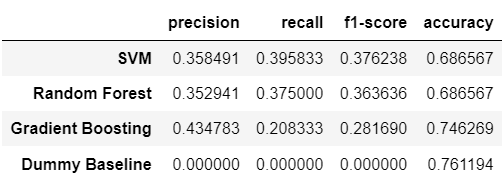 precision recall f1-score accuracy
SVM 0.358491 0.395833 0.376238 0.686567
Random Forest 0.352941 0.375000 0.363636 0.686567
Gradient Boosting 0.434783 0.208333 0.281690 0.746269
Dummy Baseline 0.000000 0.000000 0.000000 0.761194